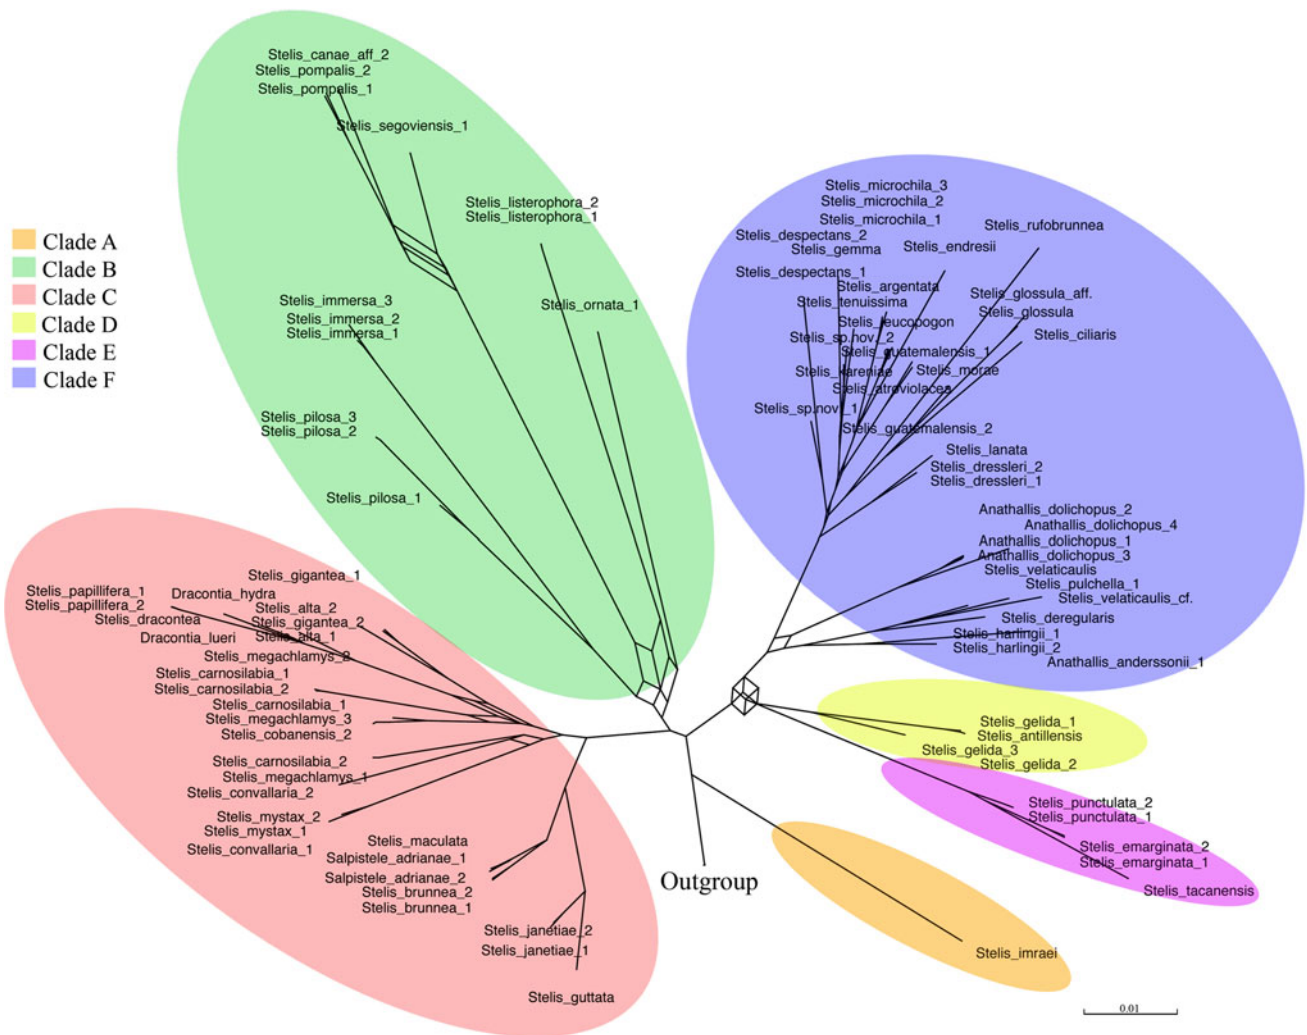 Clade A
Clade B
Clade C
Clade D
Clade E
Clade F
Stelis_canae_aff_2
Stelis_pompalis_2
Stelis_pompalis_1
Stelis_segoviensis_1
Stelis_listerophora_2
Stelis_listerophora_1
Stelis_ornata_1
Stelis_immersa_3
Stelis_immersa_2
Stelis_immersa_1
Stelis_pilosa_3
Stelis_pilosa_2
Stelis_pilosa_1
Stelis_microchila_3
Stelis_microchila_2
Stelis_microchila_1
Stelis_rufobrunnea
Stelis_despectans_2
Stelis_gemma
Stelis_endresii
Stelis_despectans_1
Stelis_argentata
Stelis_tenuissima
Stelis_glossula_aff.
Stelis_glossula
Stelis_leucopogon
Stelis_ciliaris
Stelis_sp.nov._2
Stelis_guatemalensis_1
Stelis_kareniae
Stelis_morae
Stelis_atroviolacea
Stelis_sp.nov._1
Stelis_guatemalensis_2
Stelis_lanata
Stelis_dressleri_2
Stelis_dressleri_1
Anathallis_dolichopus_2
Anathallis_dolichopus_4
Anathallis_dolichopus_1
Anathallis_dolichopus_3
Stelis_velaticaulis
Stelis_pulchella_1
Stelis_velaticaulis_cf.
Stelis_deregularis
Stelis_harlingii_1
Stelis_harlingii_2
Anathallis_anderssonii_1
Stelis_gigantea_1
Stelis_papillifera_1
Dracontia_hydra
Stelis_papillifera_2
Stelis_alta_2
Stelis_dracontea
Stelis_gigantea_2
Dracontia_lueri
Stelis_alta_1
Stelis_megachlamys_2
Stelis_carnosilabia_1
Stelis_carnosilabia_2
Stelis_carnosilabia_1
Stelis_megachlamys_3
Stelis_cobanensis_2
Stelis_carnosilabia_2
Stelis_megachlamys_1
Stelis_convallaria_2
Stelis_mystax_2
Stelis_mystax_1
Stelis_convallaria_1
Stelis_maculata
Salpistele_adrianae_1
Salpistele_adrianae_2
Stelis_brunnea_2
Stelis_brunnea_1
Stelis_janetiae_2
Stelis_janetiae_1
Stelis_guttata
Stelis_gelida_1
Stelis_antillensis
Stelis_gelida_3
Stelis_gelida_2
Stelis_punctulata_2
Stelis_punctulata_1
Stelis_emarginata_2
Stelis_emarginata_1
Stelis_tacanensis
Outgroup
Stelis_imraei
0.01